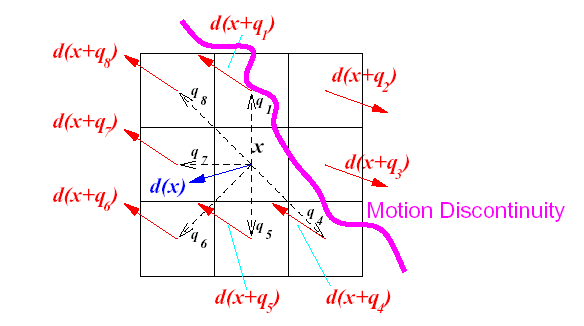 d(x+q1)
d(x+q8)
d(x+q2)
q8
q1
d(x+q7)
x
q7
d(x+q3)
d(x)
d(x+q6)
q4
Motion Discontinuity
q6
q5
d(x+q5)
d(x+q4)